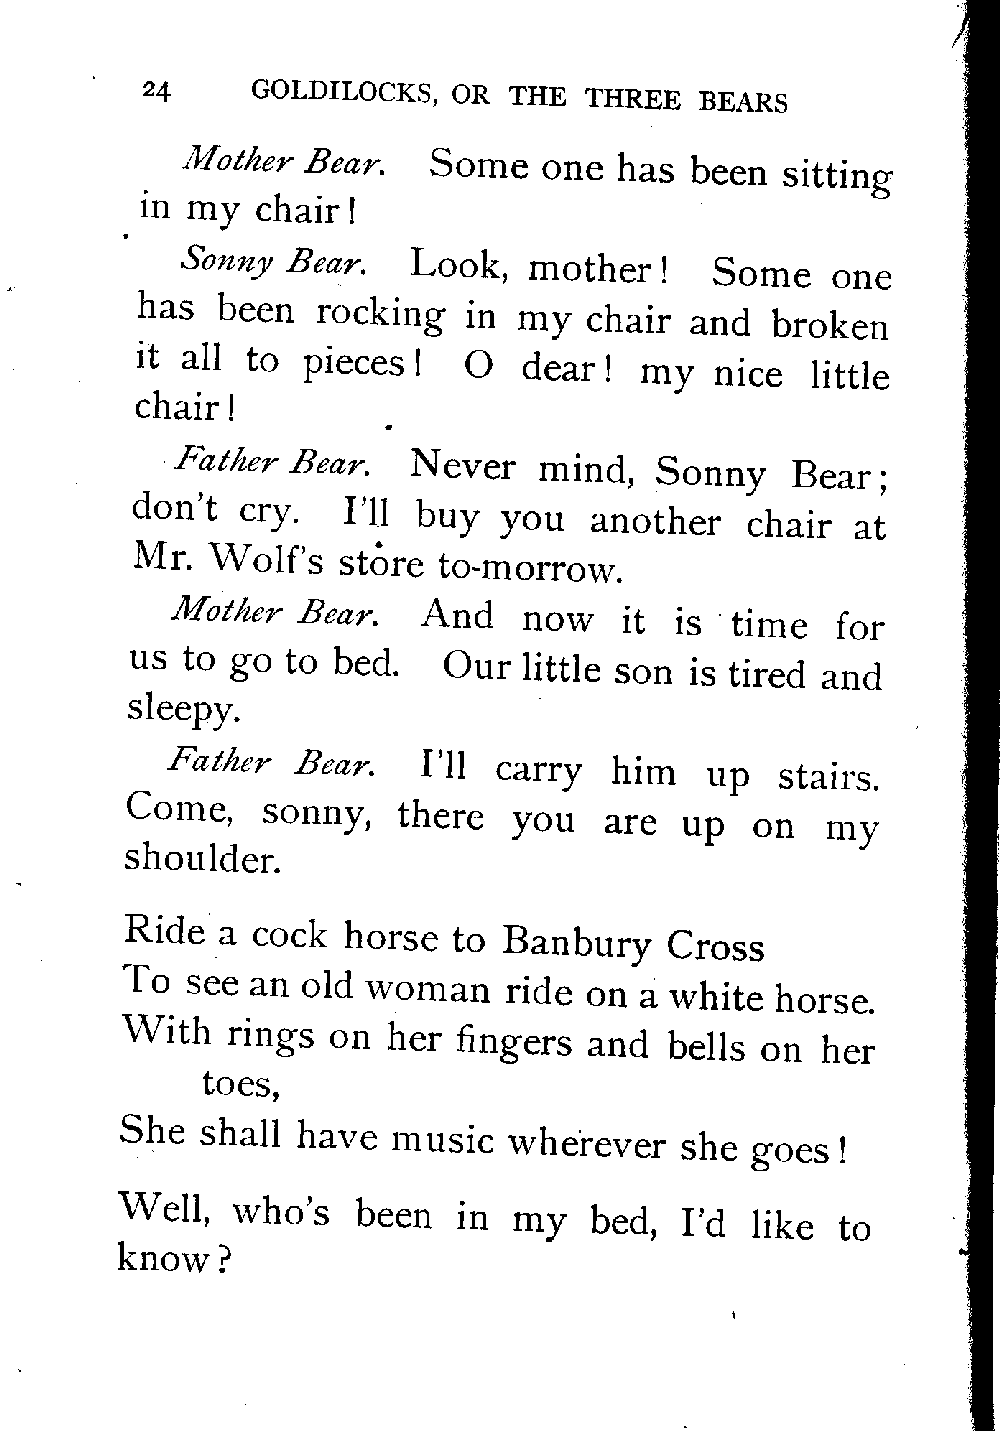 24 GOLDILOCKS, OR THE THREE BEARS
Mother Bear. Some one has been sitting
in my chair!
Sonny Bear. Look, mother! Some one
has been rocking in my chair and broken
it all to pieces! O dear! my nice little
chair!
Father Bear. Never mind, Sonny Bear;
don't cry. I'll buy you another chair at
Mr. Wolf's store to-morrow.
Mother Bear. And now it is time for
us to go to bed. Our little son is tired and
sleepy.
Father Bear. I'll carry him up stairs.
Come, sonny, there you are up on my
shoulder.
Ride a cock horse to Banbury Cross
To see an old woman ride on a white horse.
With rings on her fingers and bells on her
toes,
She shall have music wherever she goes!
Well, who's been in my bed, I'd like to
know?